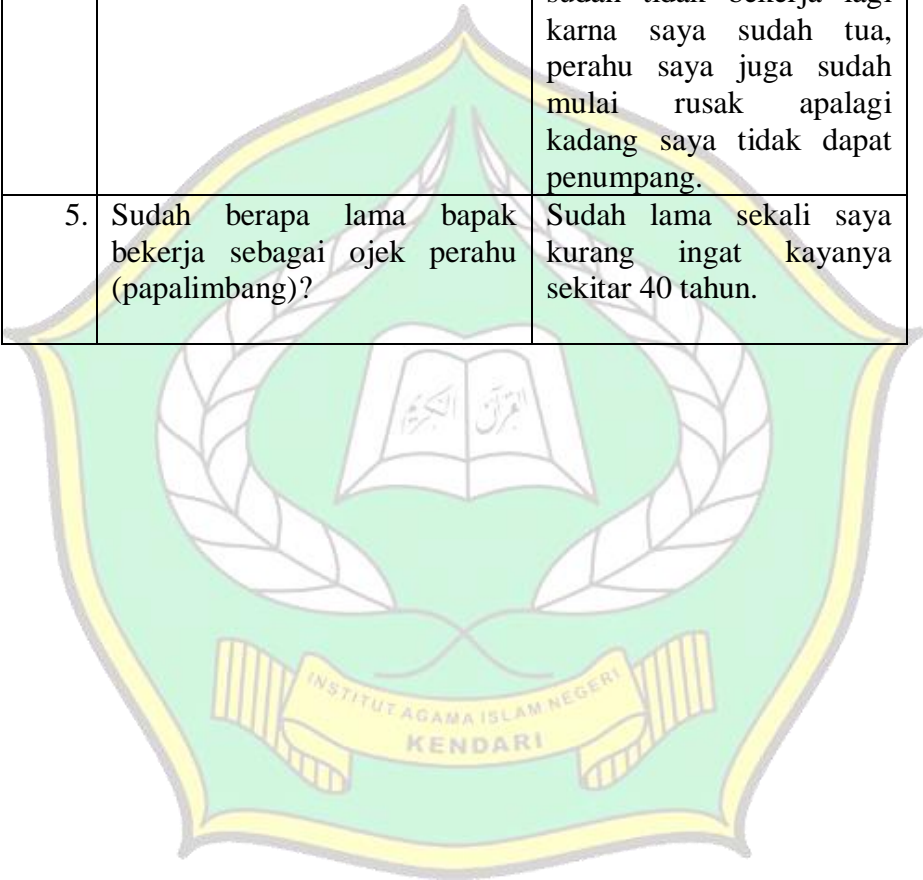 sudah tidak bekerja lagi
karna saya sudah tua,
perahu saya juga sudah
mulai rusak apalagi
kadang saya tidak dapat
penumpang.
5. Sudah berapa lama bapak
bekerja sebagai ojek perahu
(papalimbang)?
Sudah lama sekali saya
kurang ingat kayanya
sekitar 40 tahun.
القرآن
الكريم
INSTITUT AGAMA ISLAM NEGERI
KENDARI